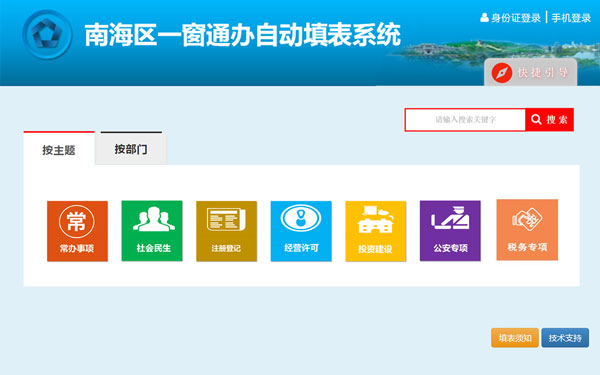 身份证登录 | 手机登录
南海区一窗通办自动填表系统
快捷引导
请输入搜索关键字
搜索
按主题
按部门
常
常办事项
社会民生
注册登记
经营许可
投资建设
公安专项
税务专项
填表须知
技术支持